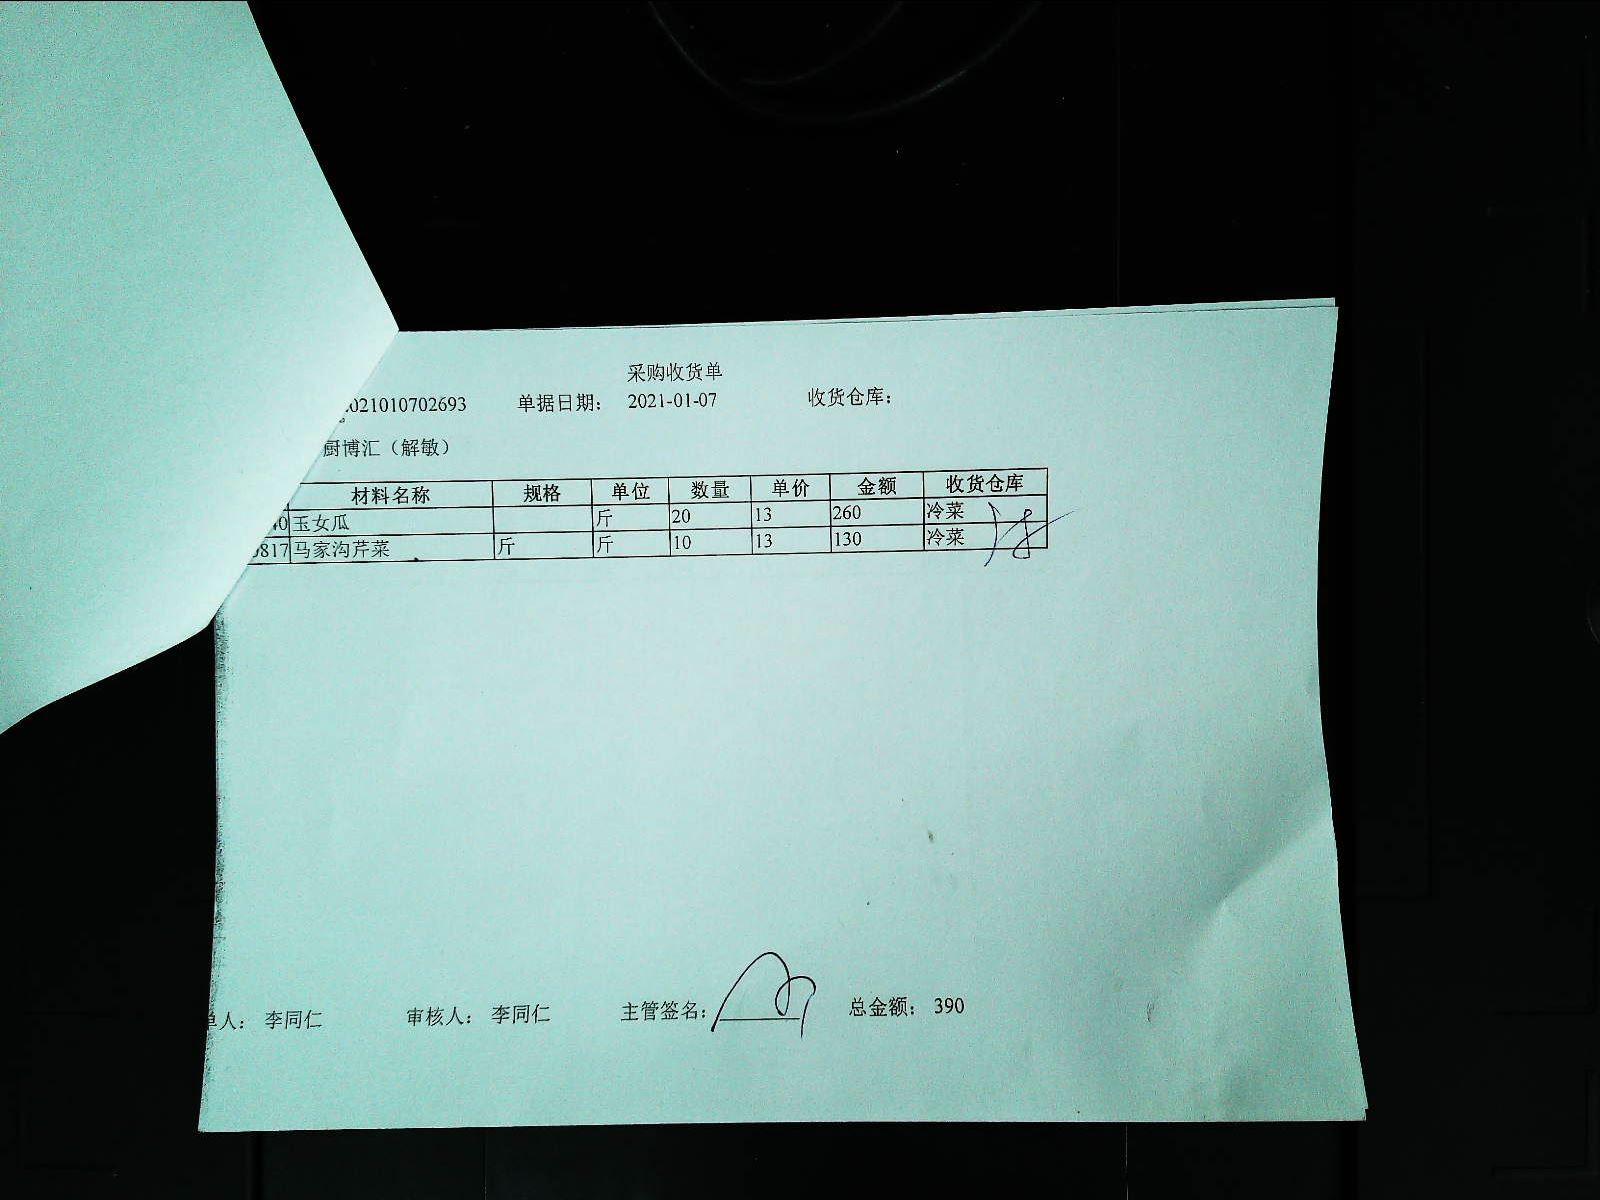 采购收货单
021010702693 单据日期： 2021-01-07 收货仓库：
厨博汇（解敏）
材料名称 规格 单位 数量 单价 金额 收货仓库
40 玉女瓜 斤 20 13 260 冷菜
0817 马家沟芹菜 斤 斤 10 13 130 冷菜
单人： 李同仁 审核人： 李同仁 主管签名： 总金额： 390